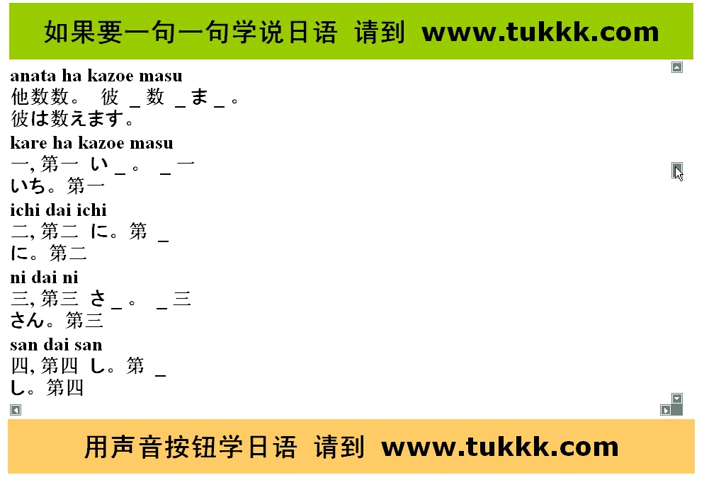 如果要一句一句学说日语 请到 www.tukkk.com
anata ha kazoe masu
他数数。 彼 _ 数 _ ま _ 。
彼は数えます。
kare ha kazoe masu
一, 第一 い _ 。 _ 一
いち。第一
ichi dai ichi
二, 第二 に。第 _
に。第二
ni dai ni
三, 第三 さ _ 。 _ 三
さん。第三
san dai san
四, 第四 し。第 _
し。第四
用声音按钮学日语 请到 www.tukkk.com